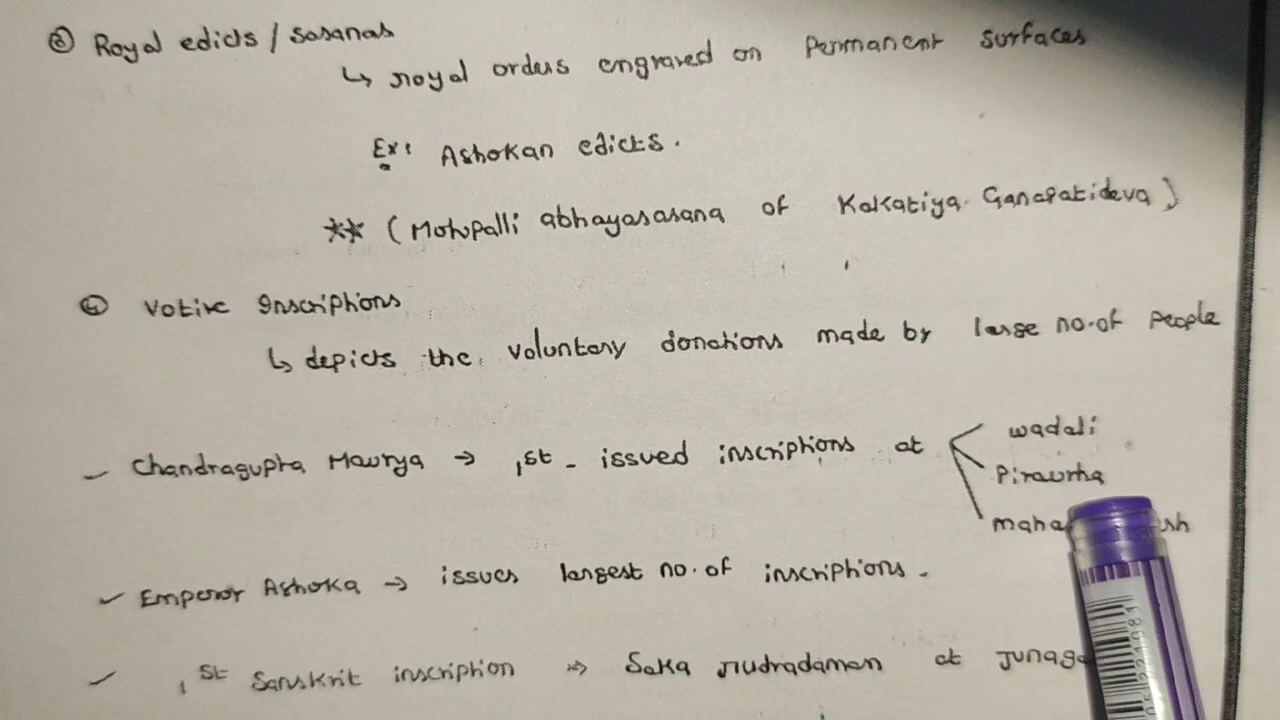 ③ Royal edicts / Sasanas
↳ royal orders engraved on Permanent surfaces
Ex: Ashokan edicts.
** (Motupalli abhayasasana of Kakatiya Ganapatideva)
④ Votive Inscriptions
↳ depicts the voluntary donations made by large no. of people
✓ Chandragupta Maurya → 1st - issued inscriptions at
wadali
Piraurha
maha
✓ Emperor Ashoka → issues largest no. of inscriptions.
✓ 1st Sanskrit inscription ⇒ Saka rudradaman at